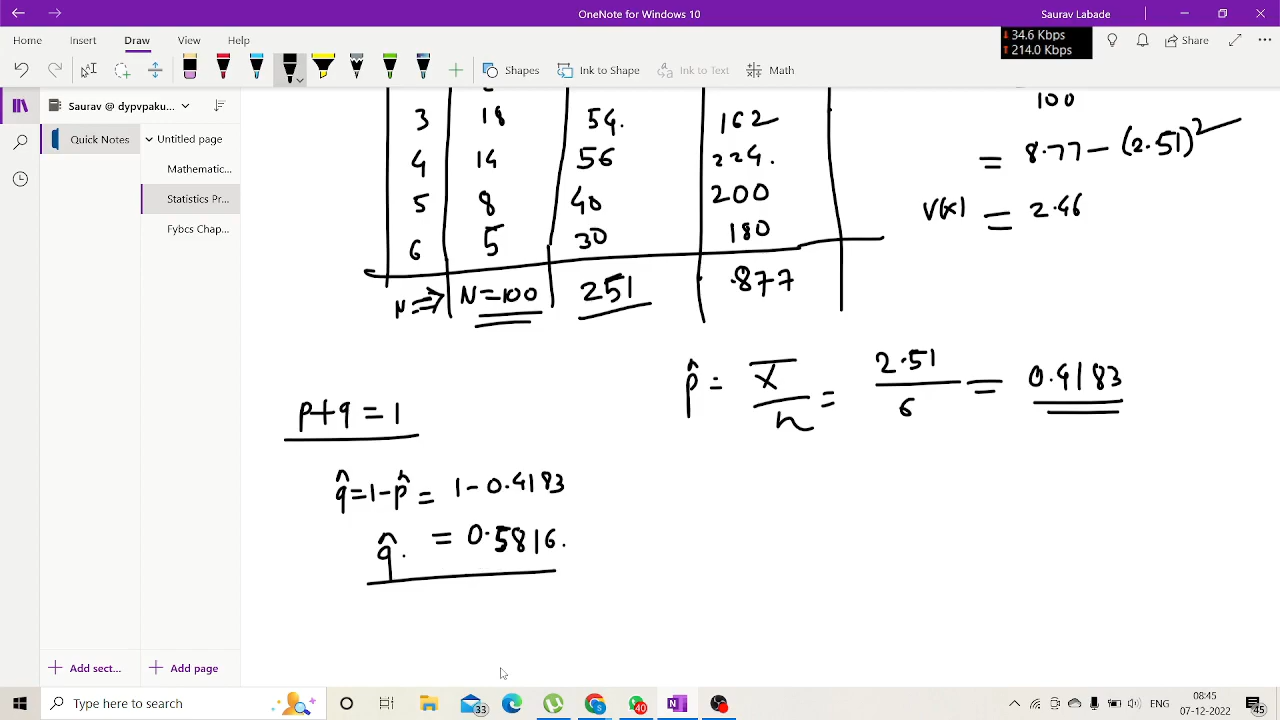 OneNote for Windows 10
Saurav Labade
Home Insert Draw View Help
34.6 Kbps
214.0 Kbps
Share
Shapes Ink to Shape Ink to Text Math
Saurav @ dypvpaku...
Quick Notes
Untitled page
Mathematic...
Statistics Pr...
Fybcs Chap...
3 18 54. 162
4 14 56 224.
5 8 40 200
6 5 30 180
N⇒ N=100 251 .877
100
= 8.77 - (2.51)²
V(x) = 2.46
p̂ = X̄/n = 2.51/6 = 0.4183
p+q=1
q̂=1-p̂ = 1-0.4183
q̂. = 0.5816.
Add sect... Add page
Type here to search
33
40
ENG
08:45
07-12-2022
45